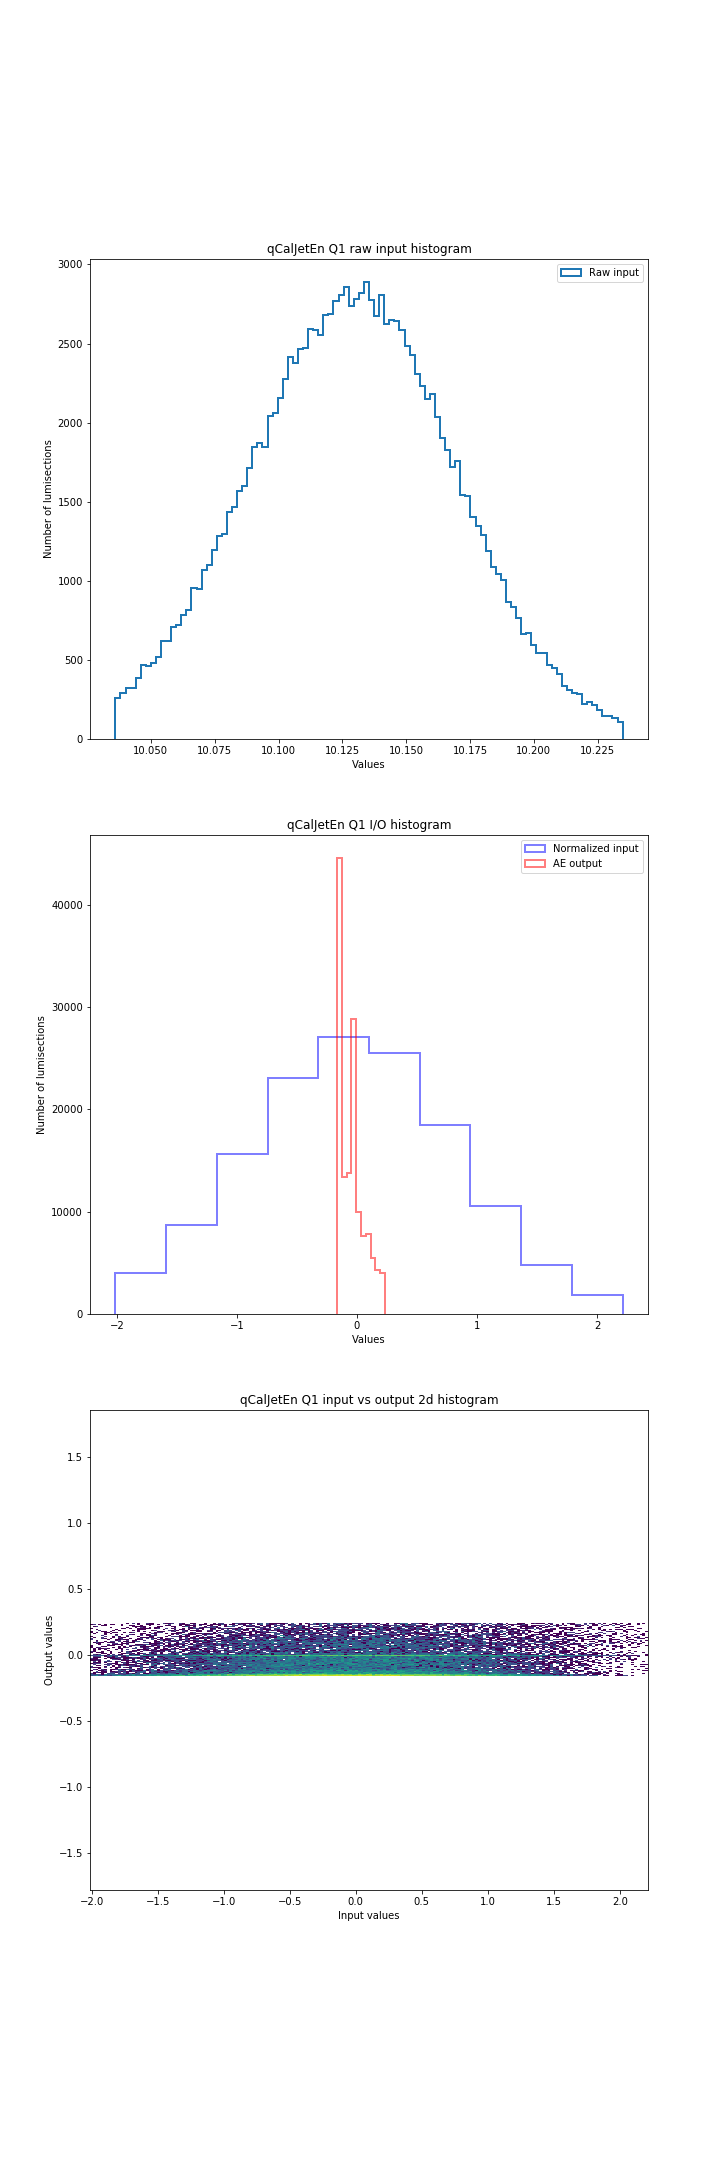 qCalJetEn Q1 raw input histogram
Raw input
3000
2500
2000
1500
1000
500
0
Number of lumisections
10.050 10.075 10.100 10.125 10.150 10.175 10.200 10.225
Values
qCalJetEn Q1 I/O histogram
Normalized input
AE output
40000
30000
20000
10000
0
Number of lumisections
−2 −1 0 1 2
Values
qCalJetEn Q1 input vs output 2d histogram
1.5
1.0
0.5
0.0
−0.5
−1.0
−1.5
Output values
−2.0 −1.5 −1.0 −0.5 0.0 0.5 1.0 1.5 2.0
Input values